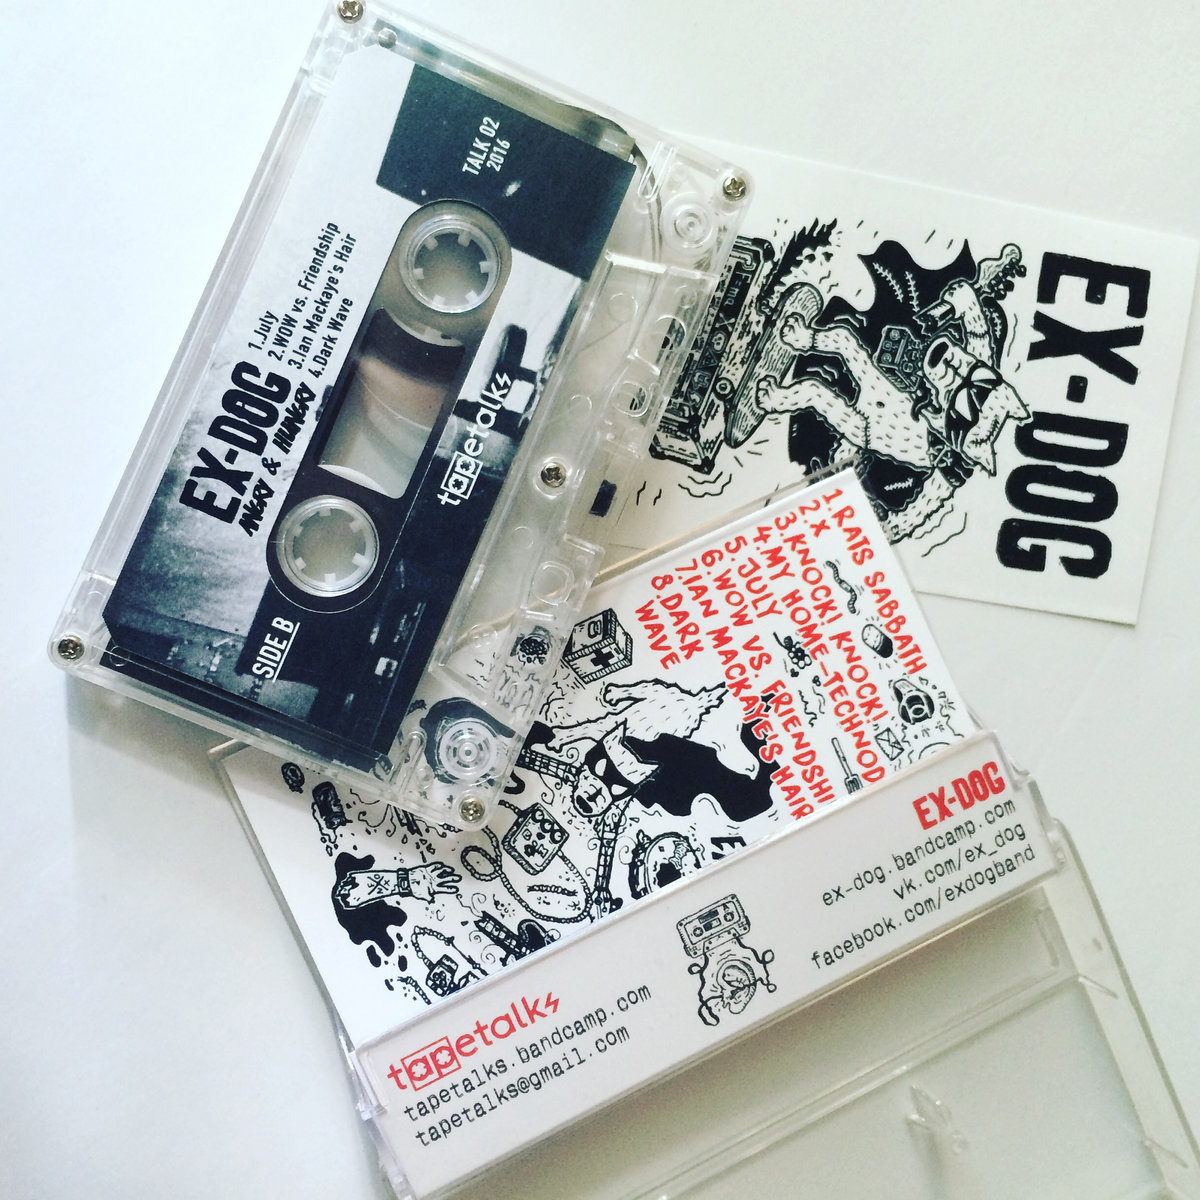 EX-DOG
ANGRY & HUNGRY
1.July
2.WOW vs. Friendship
3.Ian Mackaye's Hair
4.Dark Wave
TALK 02
2016
tapetalks
SIDE B
EX-DOG
1.RATS SABBATH
2.X
3.KNOCK! KNOCK!
4.MY HOME-TECHNOD
5.JULY
6.WOW VS. FRIENDSHI
7.IAN MACKAYE'S HAIR
8.DARK
WAVE
EX-DOG
ex-dog.bandcamp.com
vk.com/ex_dog
facebook.com/exdogband
tapetalks
tapetalks.bandcamp.com
tapetalks@gmail.com